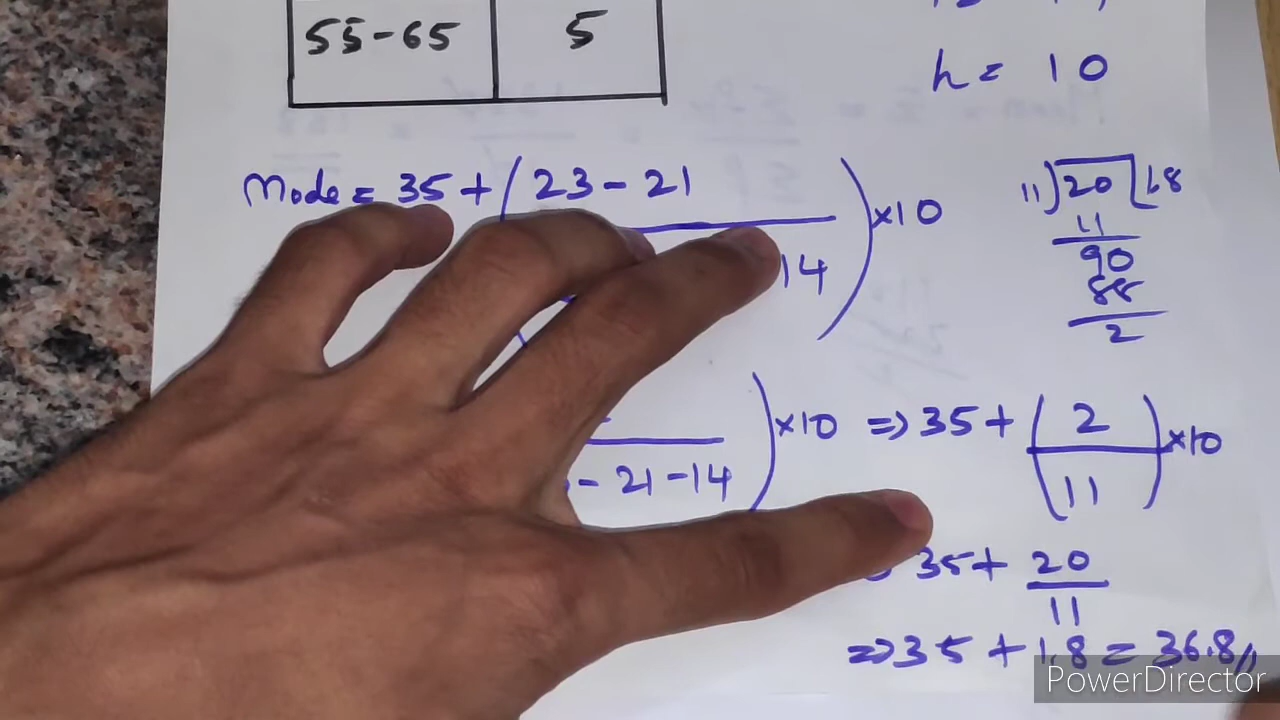 55-65 5
h = 10
Mode = 35 + ( 23 - 21
14 ) ×10
11) 20 (1.8
11
90
88
2
- 21 - 14 ) ×10 => 35 + ( 2
11 ) ×10
35 + 20
11
=> 35 + 1.8 = 36.8//
PowerDirector